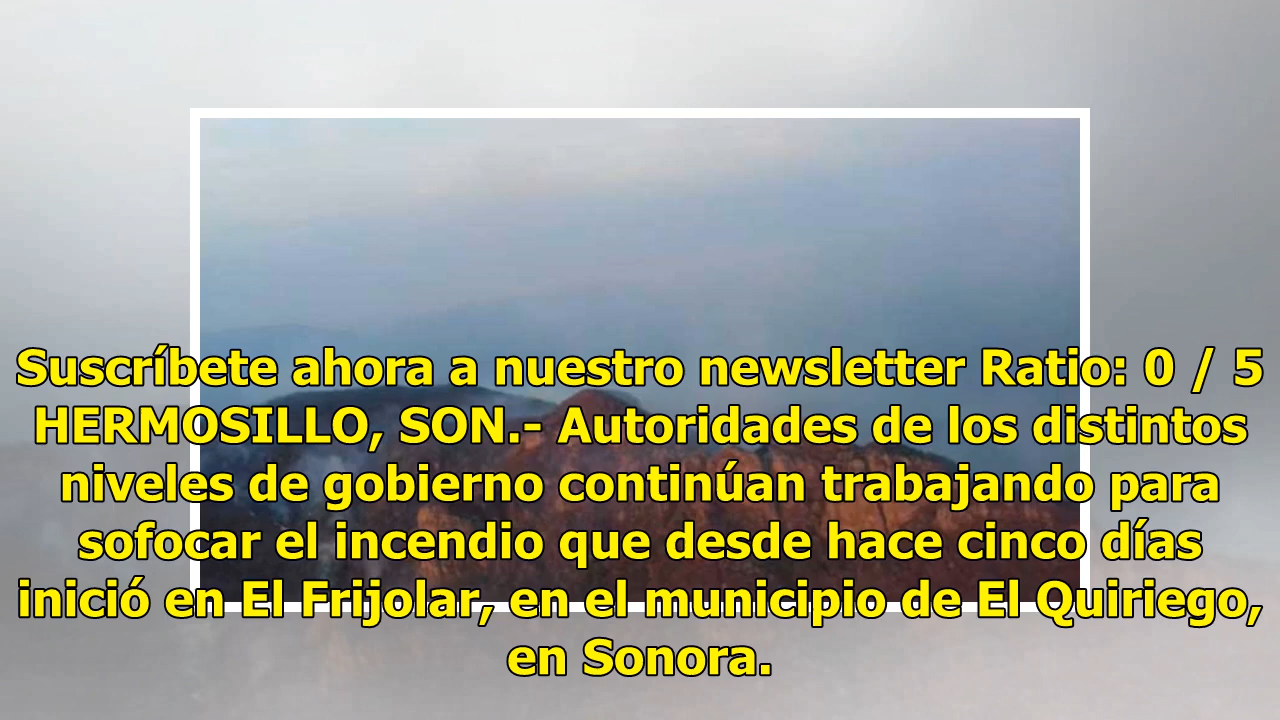 Suscríbete ahora a nuestro newsletter Ratio: 0 / 5
HERMOSILLO, SON.- Autoridades de los distintos
niveles de gobierno continúan trabajando para
sofocar el incendio que desde hace cinco días
inició en El Frijolar, en el municipio de El Quiriego,
en Sonora.